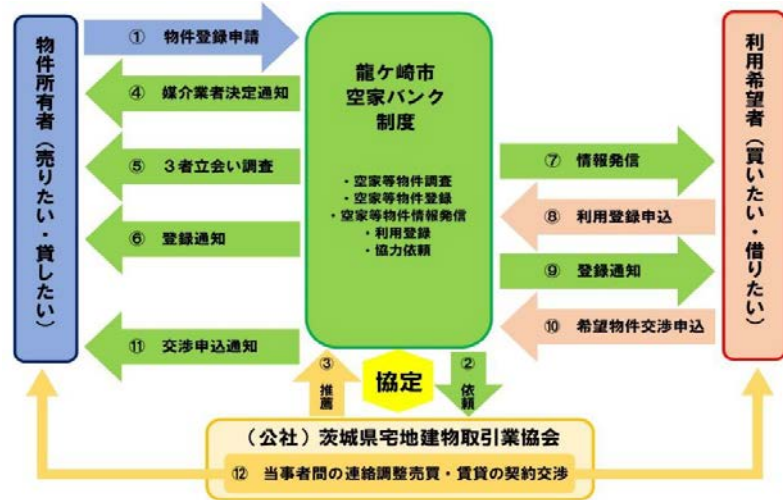 物件所有者（売りたい・貸したい）
① 物件登録申請
④ 媒介業者決定通知
⑤ ３者立会い調査
⑥ 登録通知
⑪ 交渉申込通知
龍ケ崎市
空家バンク
制度
・空家等物件調査
・空家等物件登録
・空家等物件情報発信
・利用登録
・協力依頼
⑦ 情報発信
⑧ 利用登録申込
⑨ 登録通知
⑩ 希望物件交渉申込
利用希望者（買いたい・借りたい）
③ 推薦
協定
② 依頼
（公社）茨城県宅地建物取引業協会
⑫ 当事者間の連絡調整売買・賃貸の契約交渉